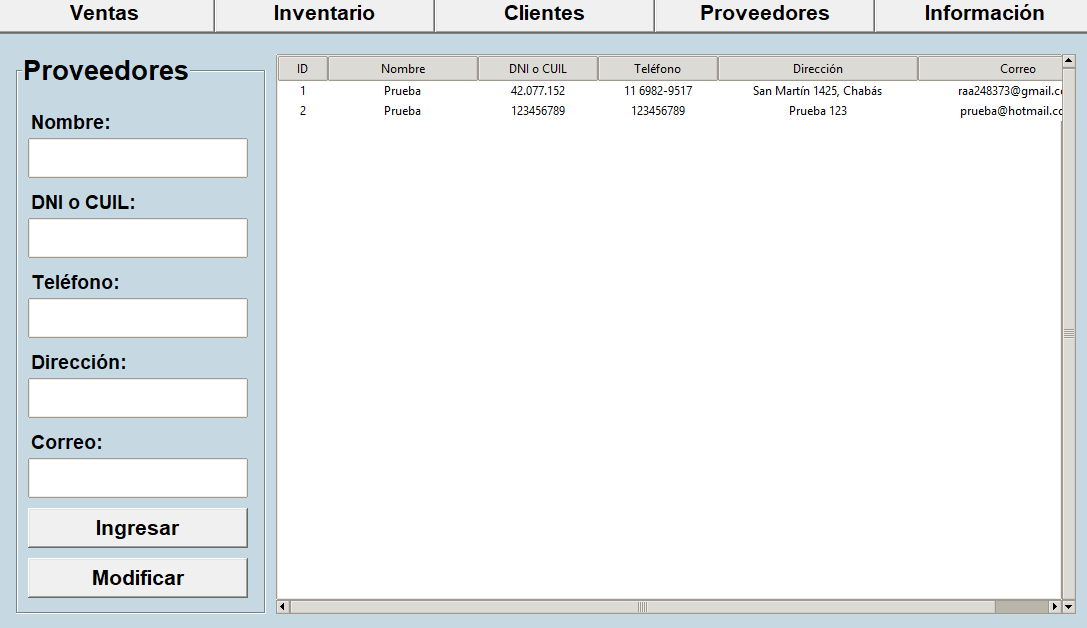 Ventas Inventario Clientes Proveedores Información
Proveedores
Nombre:
DNI o CUIL:
Teléfono:
Dirección:
Correo:
Ingresar
Modificar
ID Nombre DNI o CUIL Teléfono Dirección Correo
1 Prueba 42.077.152 11 6982-9517 San Martín 1425, Chabás raa248373@gmail.co
2 Prueba 123456789 123456789 Prueba 123 prueba@hotmail.co